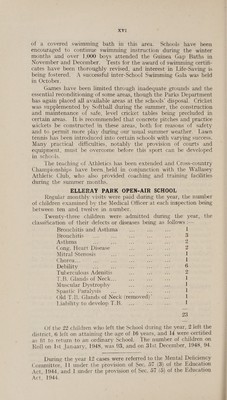 xvi
of a covered swimming bath in this area. Schools have been
encouraged to continue swimming instruction during the winter
months and over 1,000 boys attended the Guinea Gap Baths in
November and December. Tests for the award of swimming certifi-
cates have been thoroughly revised, and interest in Life-Saving is
being fostered. A successful inter-School Swimming Gala was held
in October.
Games have been limited through inadequate grounds and the
essential reconditioning of some areas, though the Parks Department
has again placed all available areas at the schools' disposal. Cricket
was supplemented by Softball during the summer, the construction
and maintenance of safe, level cricket tables being precluded in
certain areas. It is recommended that concrete pitches and practice
wickets be constructed in these areas, both for reasons of safety
and to permit more play during our usual summer weather. Lawn
tennis has been introduced into certain schools with varying success.
Many practical difficulties, notably the provision of courts and
equipment, must be overcome before this sport can be developed
in schools.
The teaching of Athletics has been extended and Cross-country
Championships have been held in conjunction with the Wallasey
Athletic Club, who also provided coaching and training facilities
during the summer months.
ELLERAY PARK OPEN-AIR SCHOOL
Regular monthly visits were paid during the year, the number
of children examined by the Medical Officer at each inspection being
between ten and twelve in number.
Twenty-three children were admitted during the year, the
classification of their defects or diseases being as follows :—
Bronchitis and Asthma ... 1
Bronchitis ... 3
Asthma ... 2
Cong. Heart Disease ... 2
Mitral Stenosis ... 1
Chorea ... 1
Debility ... 6
Tuberculous Adenitis ... 2
T.B. Glands of Neck ... 1
Muscular Dystrophy ... 1
Spastic Paralysis ... 1
Old T.B. Glands of Neck (removed) 1
Liability to develop T.B. ... 1
23
Of the 22 children who left the School during the year, 2 left the
district, 6 left on attaining the age of 16 years, and 14 were certified
as fit to return to an ordinary School. The number of children on
Roll on 1st January, 1948, was 93, and on 31st December, 1948, 94.
During the year 12 cases were referred to the Mental Deficiency
Committee, 11 under the provision of Sec. 57 (3) of the Education
Act, 1944, and 1 under the provision of Sec. 57 (5) of the Education
Act, 1944.